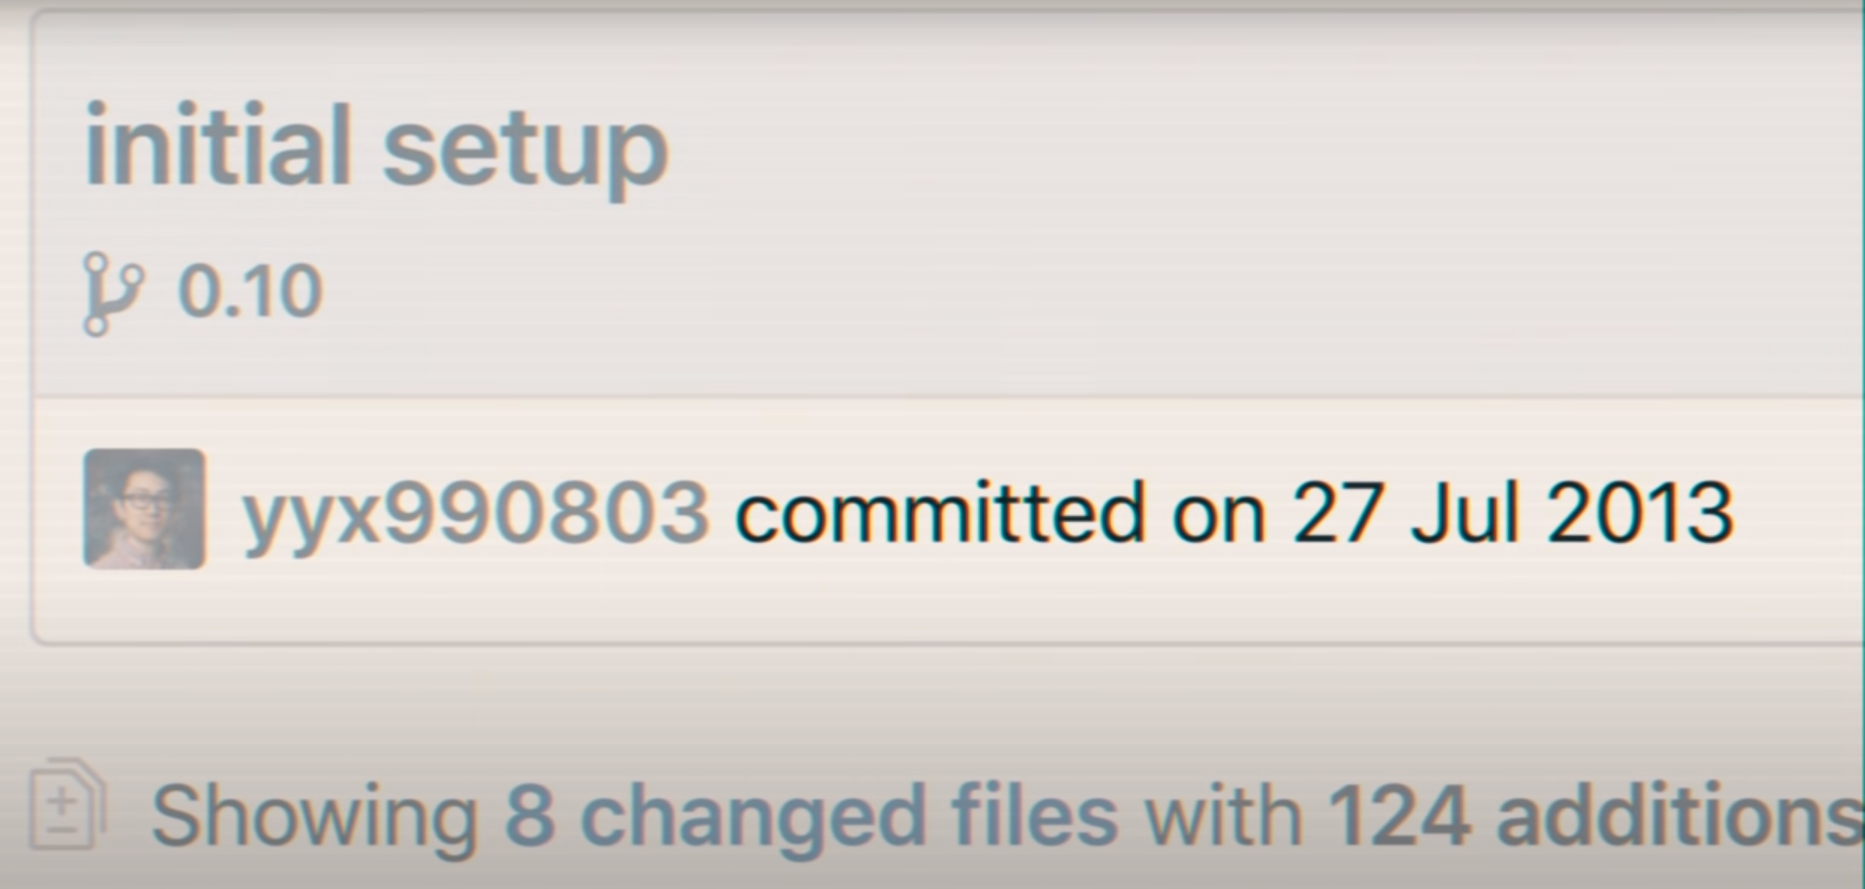 initial setup
0.10
yyx990803 committed on 27 Jul 2013
Showing 8 changed files with 124 additions